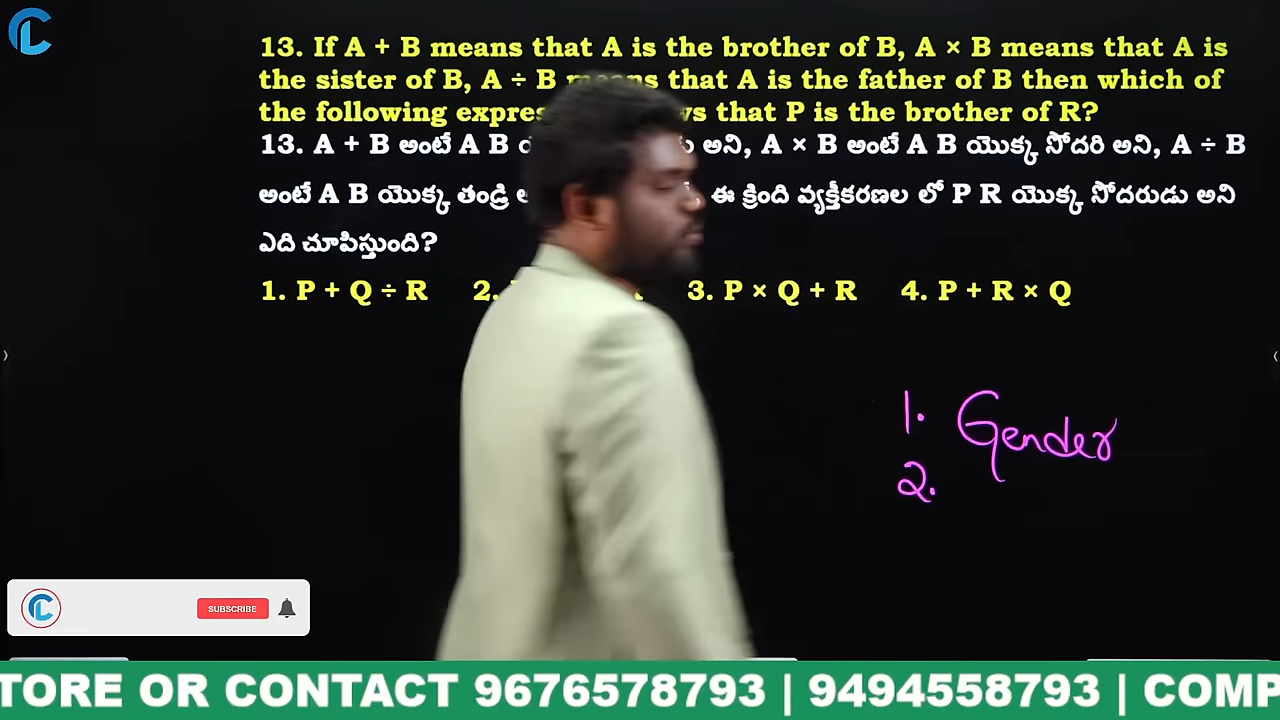 13. If A + B means that A is the brother of B, A × B means that A is
the sister of B, A ÷ B means that A is the father of B then which of
the following that P is the brother of R?
13. A + B అంటే A B అని, A × B అంటే A B యొక్క సోదరి అని, A ÷ B
అంటే A B యొక్క తండ్రి ఈ క్రింది వ్యక్తీకరణల లో P R యొక్క సోదరుడు అని
ఏది చూపిస్తుంది?
1. P + Q ÷ R 2. 3. P × Q + R 4. P + R × Q
1. Gender
2.
SUBSCRIBE
TORE OR CONTACT 9676578793 | 9494558793 | COMP